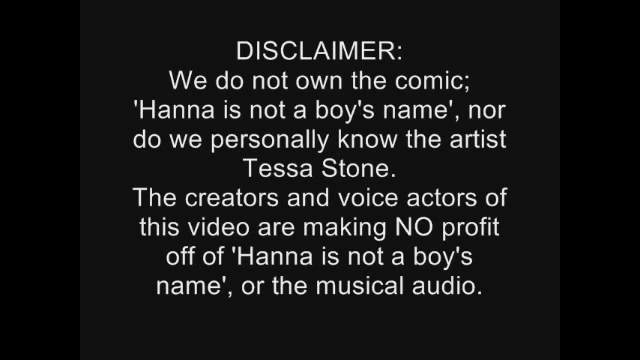 DISCLAIMER:
We do not own the comic;
'Hanna is not a boy's name', nor
do we personally know the artist
Tessa Stone.
The creators and voice actors of
this video are making NO profit
off of 'Hanna is not a boy's
name', or the musical audio.